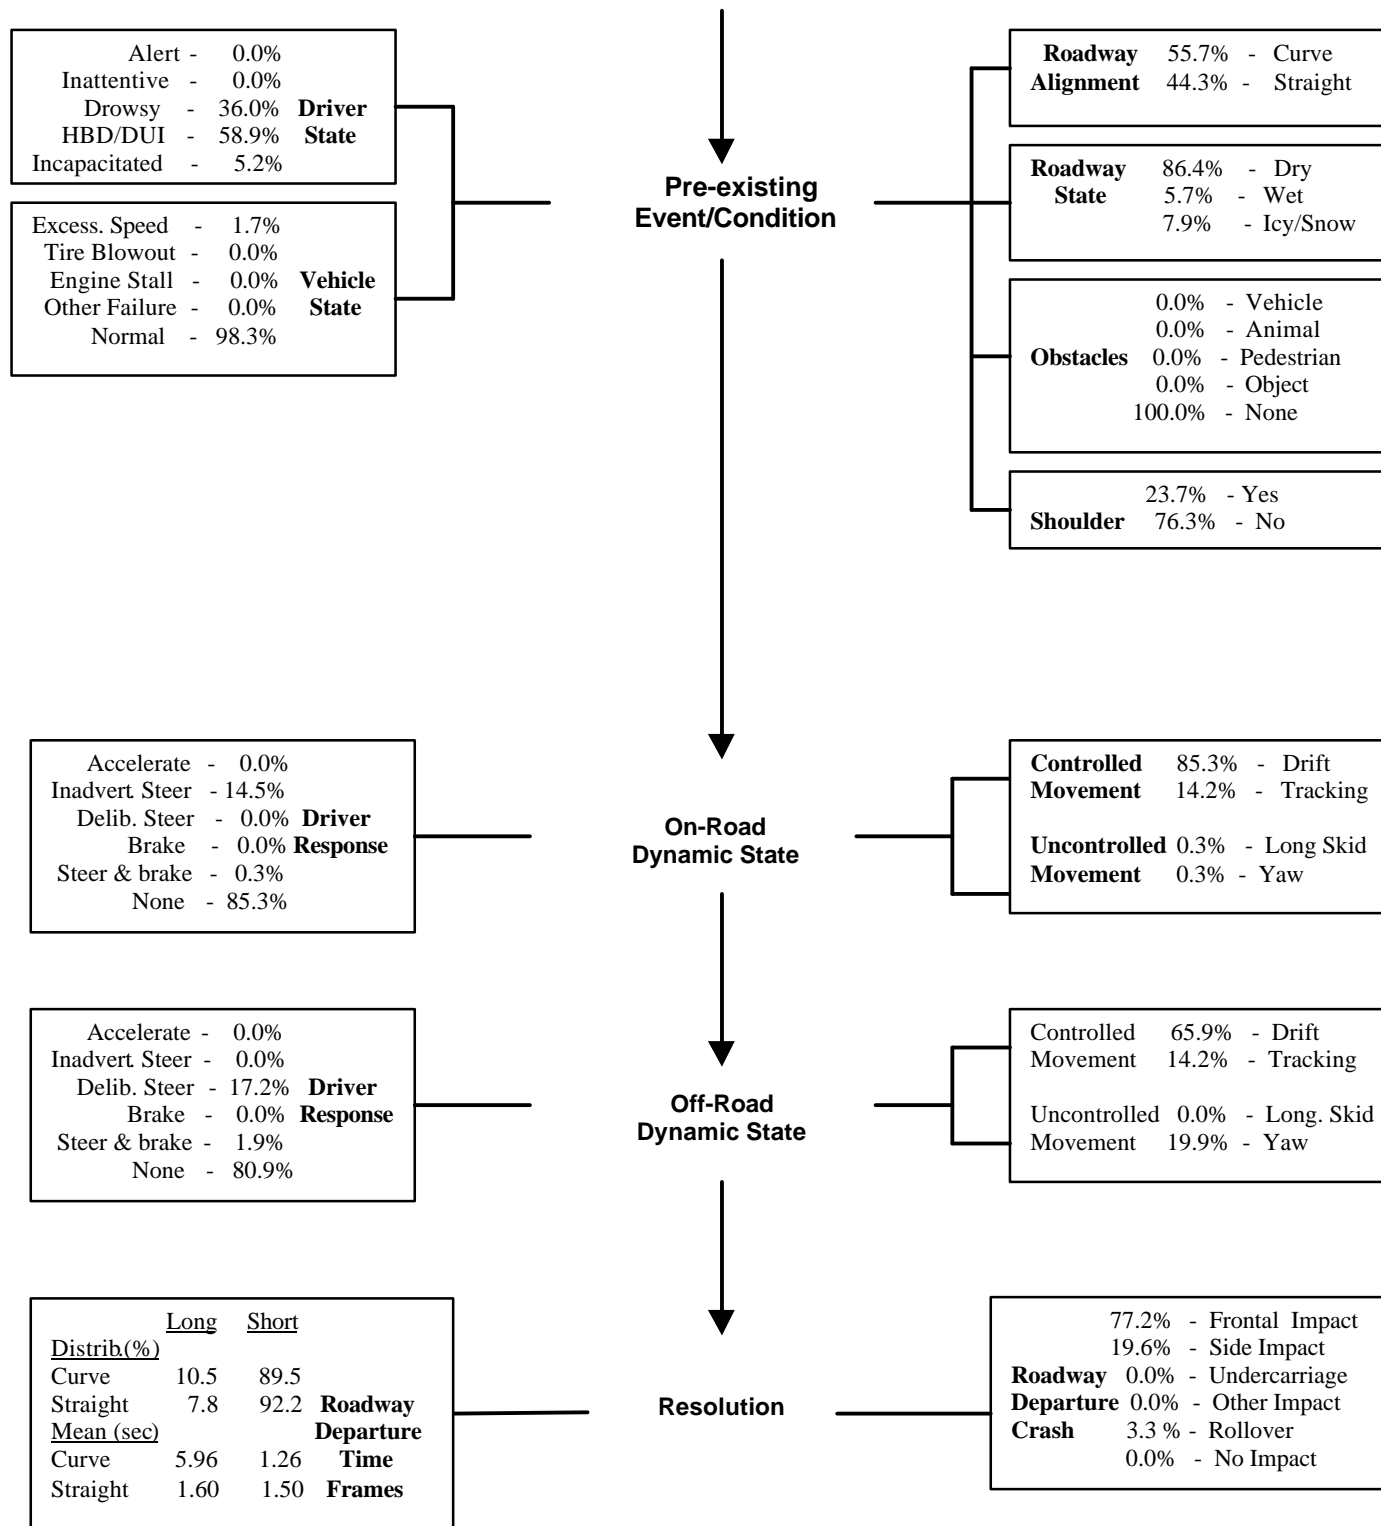 Alert - 0.0%
Inattentive - 0.0%
Drowsy - 36.0% Driver
HBD/DUI - 58.9% State
Incapacitated - 5.2%
Excess. Speed - 1.7%
Tire Blowout - 0.0%
Engine Stall - 0.0% Vehicle
Other Failure - 0.0% State
Normal - 98.3%
Pre-existing
Event/Condition
Roadway 55.7% - Curve
Alignment 44.3% - Straight
Roadway 86.4% - Dry
State 5.7% - Wet
7.9% - Icy/Snow
0.0% - Vehicle
0.0% - Animal
Obstacles 0.0% - Pedestrian
0.0% - Object
100.0% - None
23.7% - Yes
Shoulder 76.3% - No
Accelerate - 0.0%
Inadvert. Steer - 14.5%
Delib. Steer - 0.0% Driver
Brake - 0.0% Response
Steer & brake - 0.3%
None - 85.3%
On-Road
Dynamic State
Controlled 85.3% - Drift
Movement 14.2% - Tracking
Uncontrolled 0.3% - Long Skid
Movement 0.3% - Yaw
Accelerate - 0.0%
Inadvert. Steer - 0.0%
Delib. Steer - 17.2% Driver
Brake - 0.0% Response
Steer & brake - 1.9%
None - 80.9%
Off-Road
Dynamic State
Controlled 65.9% - Drift
Movement 14.2% - Tracking
Uncontrolled 0.0% - Long. Skid
Movement 19.9% - Yaw
Long Short
Distrib.(%)
Curve 10.5 89.5
Straight 7.8 92.2 Roadway
Mean (sec) Departure
Curve 5.96 1.26 Time
Straight 1.60 1.50 Frames
Resolution
77.2% - Frontal Impact
19.6% - Side Impact
Roadway 0.0% - Undercarriage
Departure 0.0% - Other Impact
Crash 3.3 % - Rollover
0.0% - No Impact